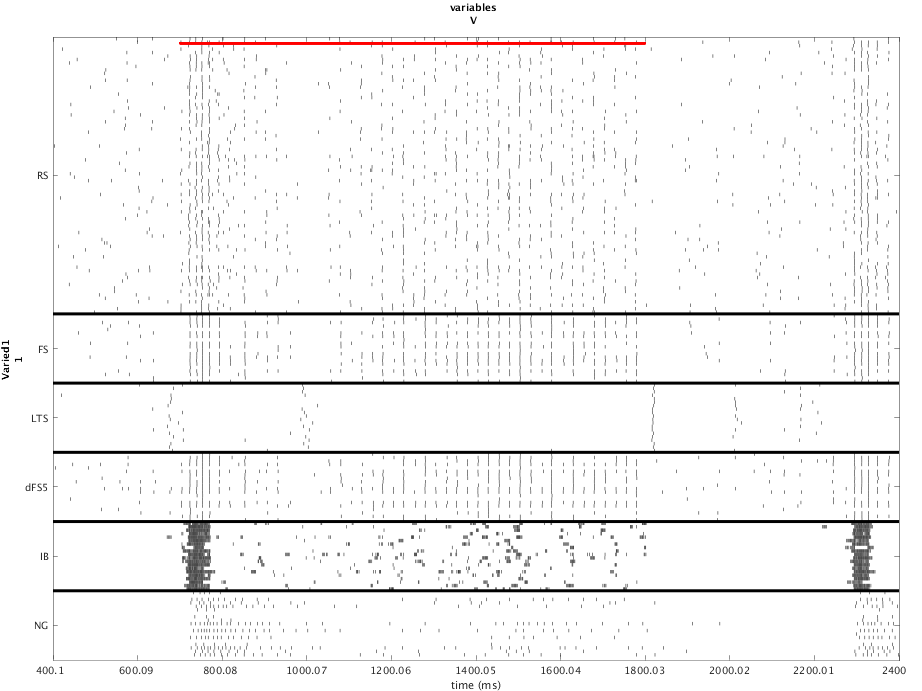 variables
V
RS
FS
LTS
dFS5
IB
NG
Varied1
1
400.1 600.09 800.08 1000.07 1200.06 1400.05 1600.04 1800.03 2000.02 2200.01 2400
time (ms)